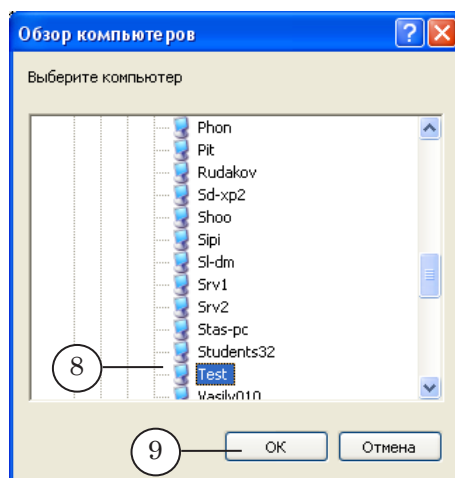 Обзор компьютеров
Выберите компьютер
Phon
Pit
Rudakov
Sd-xp2
Shoo
Sipi
Sl-dm
Srv1
Srv2
Stas-pc
Students32
8
Test
Vasily010
9
OK
Отмена